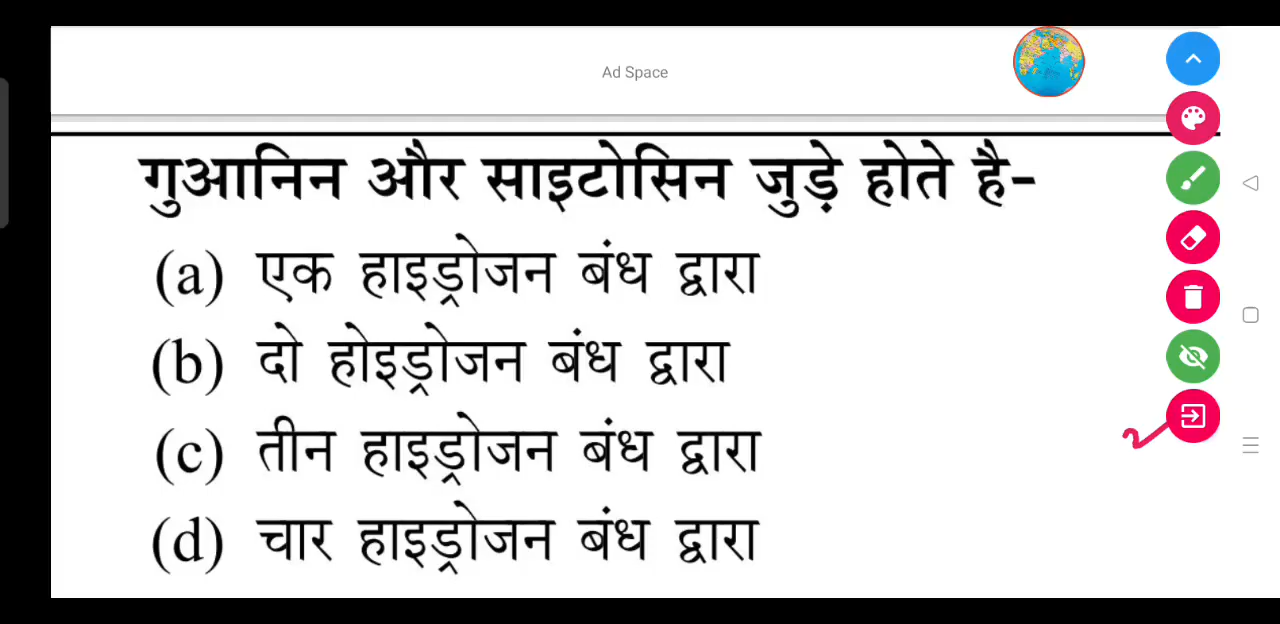 Ad Space
गुआनिन और साइटोसिन जुड़े होते है-
(a) एक हाइड्रोजन बंध द्वारा
(b) दो होइड्रोजन बंध द्वारा
(c) तीन हाइड्रोजन बंध द्वारा
(d) चार हाइड्रोजन बंध द्वारा